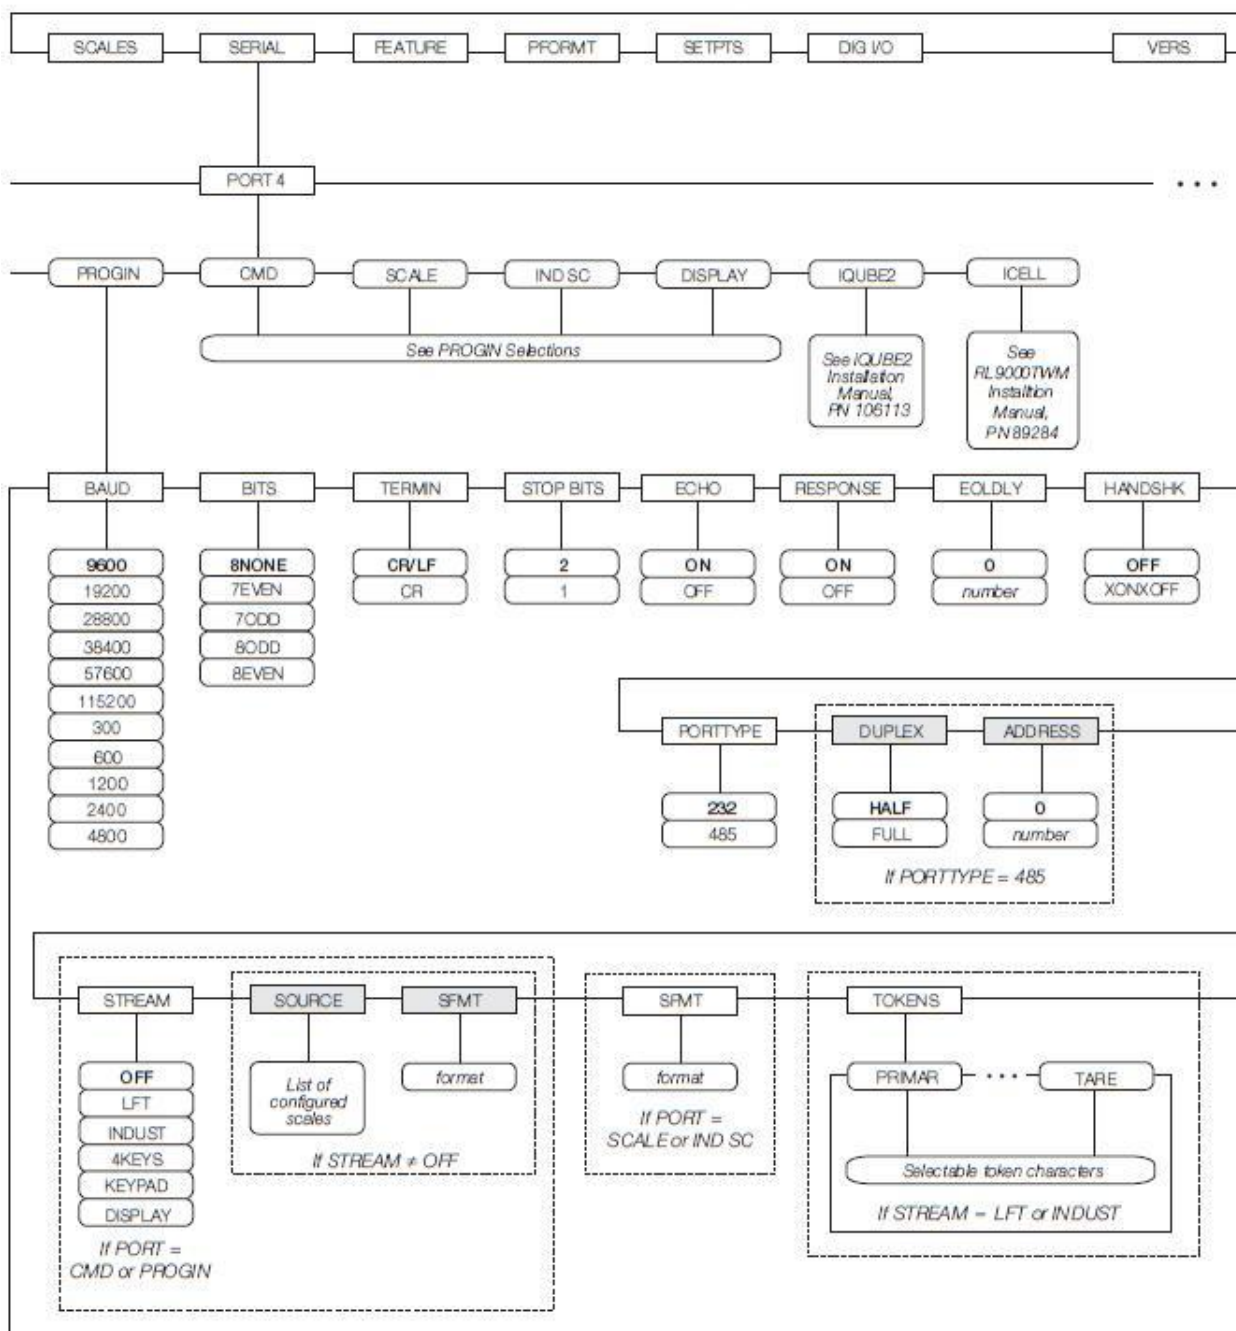 SCALES SERIAL FEATURE PFORMT SETPTS DIG I/O VERS
PORT 4 • • •
PROGIN CMD SCALE IND SC DISPLAY IQUBE2 ICELL
See PROGIN Selections
See IQUBE2
Installation
Manual,
PN 106113
See
RL9000TWM
Installtion
Manual,
PN 89284
BAUD BITS TERMIN STOP BITS ECHO RESPONSE EOLDLY HANDSHK
9600 8NONE CR/LF 2 ON ON 0 OFF
19200 7EVEN CR 1 OFF OFF number XONXOFF
28800 7ODD
38400 8ODD
57600 8EVEN
115200
300
600
1200
2400
4800
PORTTYPE DUPLEX ADDRESS
232 HALF 0
485 FULL number
If PORTTYPE = 485
STREAM SOURCE SFMT SFMT TOKENS
OFF
LFT
INDUST
4KEYS
KEYPAD
DISPLAY
If PORT =
CMD or PROGIN
List of
configured
scales
format
If STREAM ≠ OFF
format
If PORT =
SCALE or IND SC
PRIMAR • • • TARE
Selectable token characters
If STREAM = LFT or INDUST